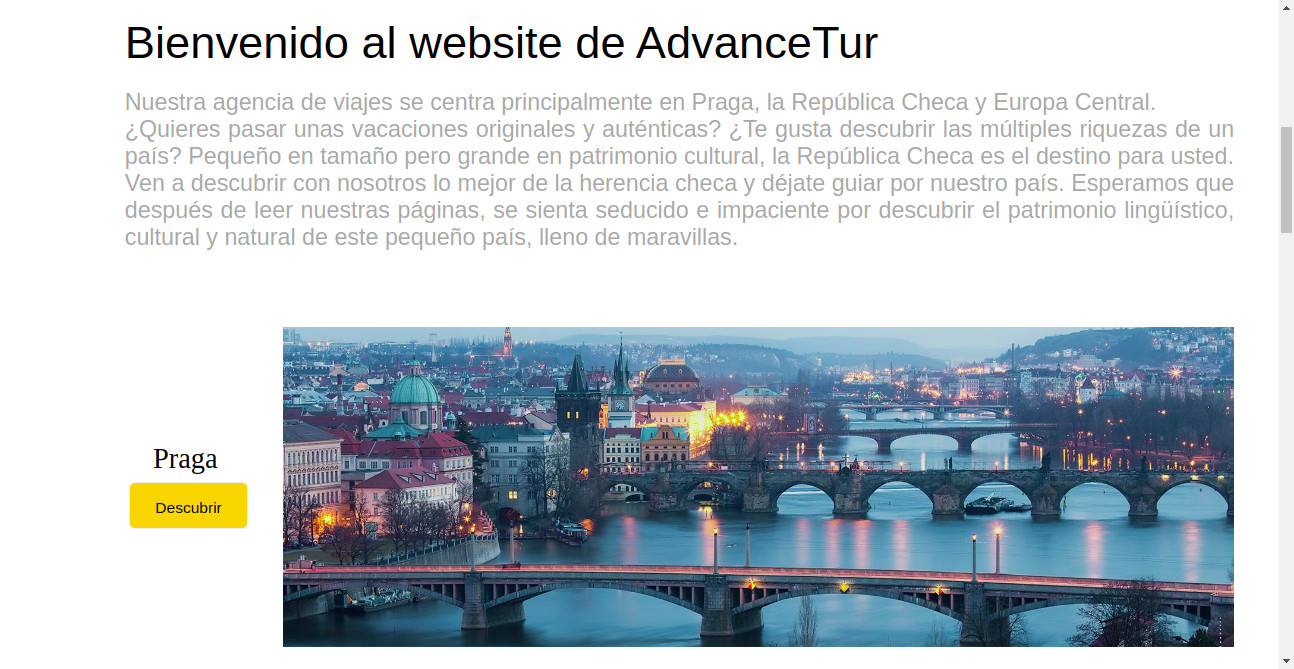 Bienvenido al website de AdvanceTur
Nuestra agencia de viajes se centra principalmente en Praga, la República Checa y Europa Central.
¿Quieres pasar unas vacaciones originales y auténticas? ¿Te gusta descubrir las múltiples riquezas de un
país? Pequeño en tamaño pero grande en patrimonio cultural, la República Checa es el destino para usted.
Ven a descubrir con nosotros lo mejor de la herencia checa y déjate guiar por nuestro país. Esperamos que
después de leer nuestras páginas, se sienta seducido e impaciente por descubrir el patrimonio lingüístico,
cultural y natural de este pequeño país, lleno de maravillas.
Praga
Descubrir